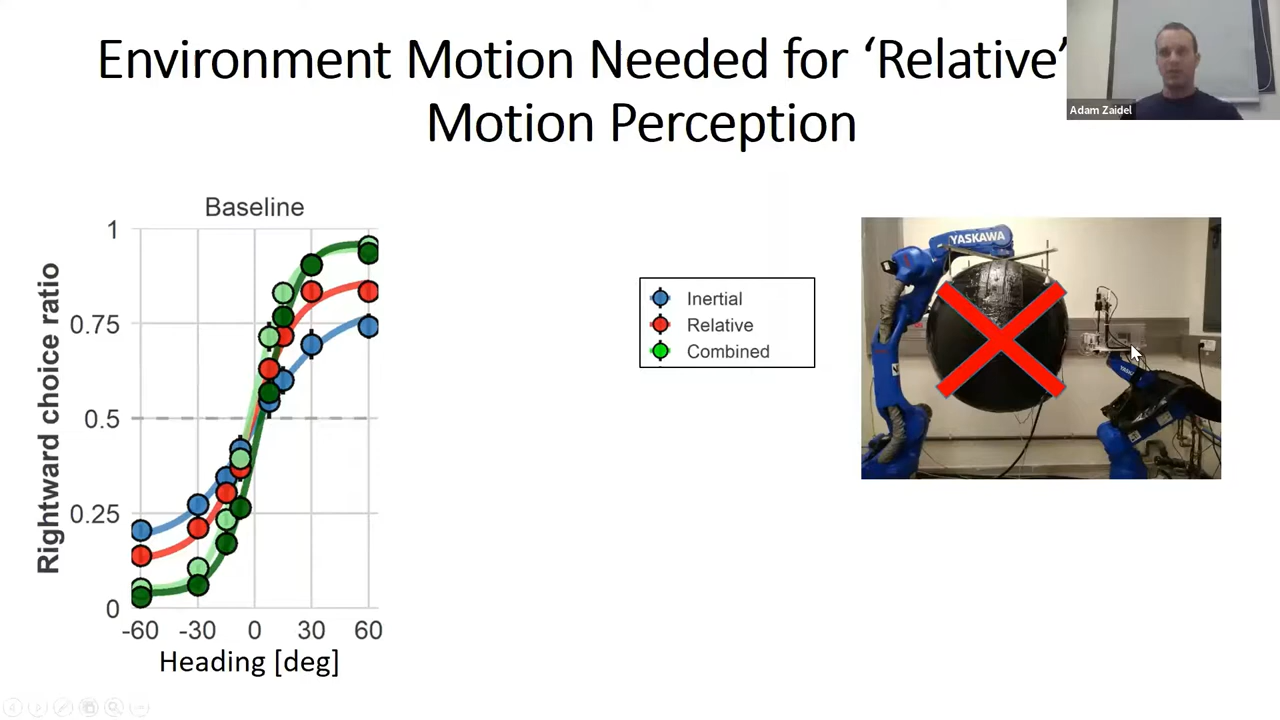 Environment Motion Needed for ‘Relative’
Motion Perception
Adam Zaidel
Baseline
1
0.75
0.5
0.25
0
Rightward choice ratio
-60 -30 0 30 60
Heading [deg]
Inertial
Relative
Combined
YASKAWA
YASKAWA